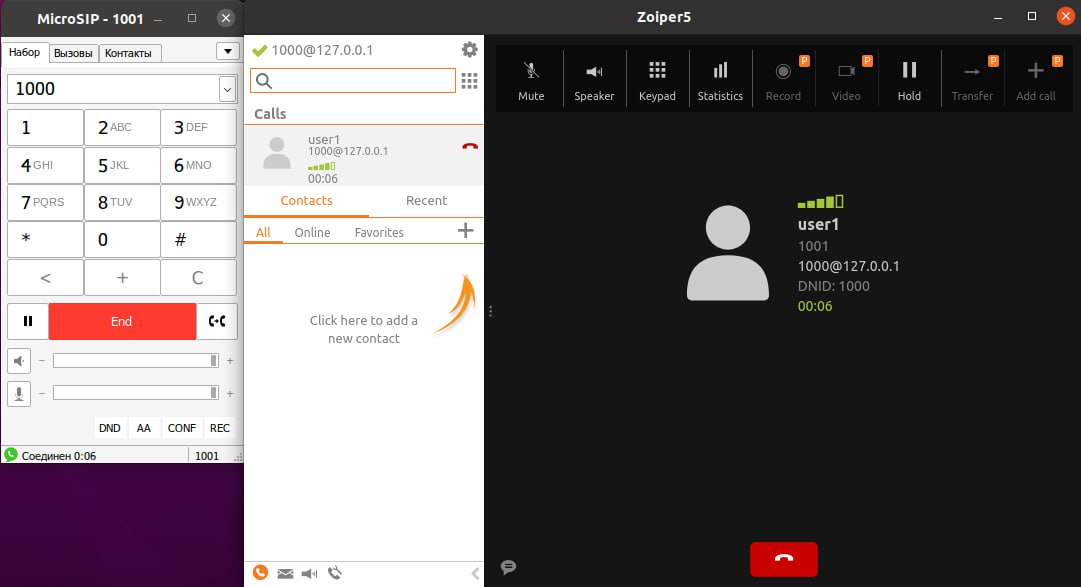 MicroSIP - 1001
Набор Вызовы Контакты
1000
1 2 ABC 3 DEF
4 GHI 5 JKL 6 MNO
7 PQRS 8 TUV 9 WXYZ
* 0 #
< + C
End
− +
− +
DND AA CONF REC
Соединен 0:06 1001
Zoiper5
1000@127.0.0.1
Calls
user1
1000@127.0.0.1
00:06
Contacts Recent
All Online Favorites
Click here to add a
new contact
Mute Speaker Keypad Statistics Record P Video P Hold Transfer P Add call P
user1
1001
1000@127.0.0.1
DNID: 1000
00:06